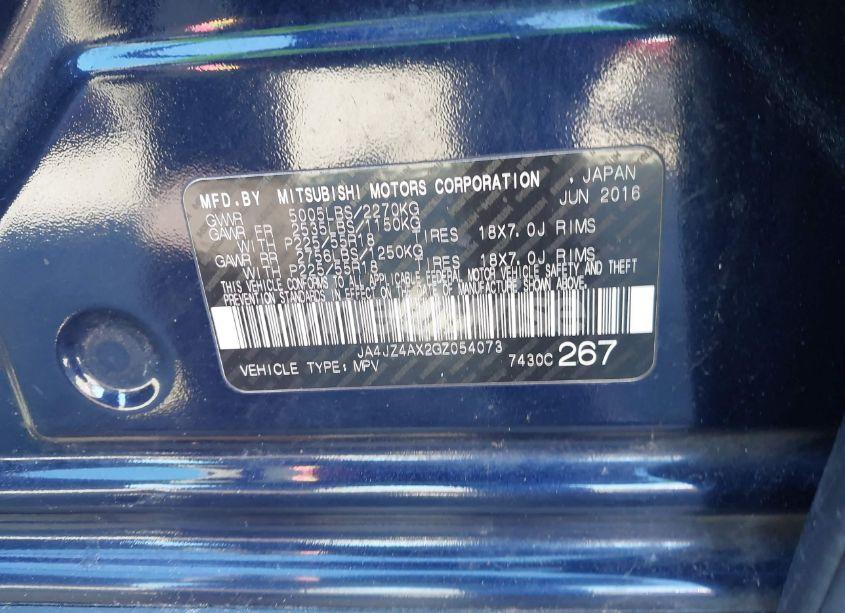 MFD.BY MITSUBISHI MOTORS CORPORATION , JAPAN
JUN 2016
GVWR 5005LBS/2270KG
GAWR FR 2535LBS/1150KG
WITH P225/55R18 TIRES 18X7.0J RIMS
GAWR RR 2756LBS/1250KG
WITH P225/55R18 TIRES 18X7.0J RIMS
THIS VEHICLE CONFORMS TO ALL APPLICABLE FEDERAL MOTOR VEHICLE SAFETY AND THEFT
PREVENTION STANDARDS IN EFFECT ON THE DATE OF MANUFACTURE SHOWN ABOVE.
JA4JZ4AX2GZ054073
VEHICLE TYPE: MPV 7430C 267